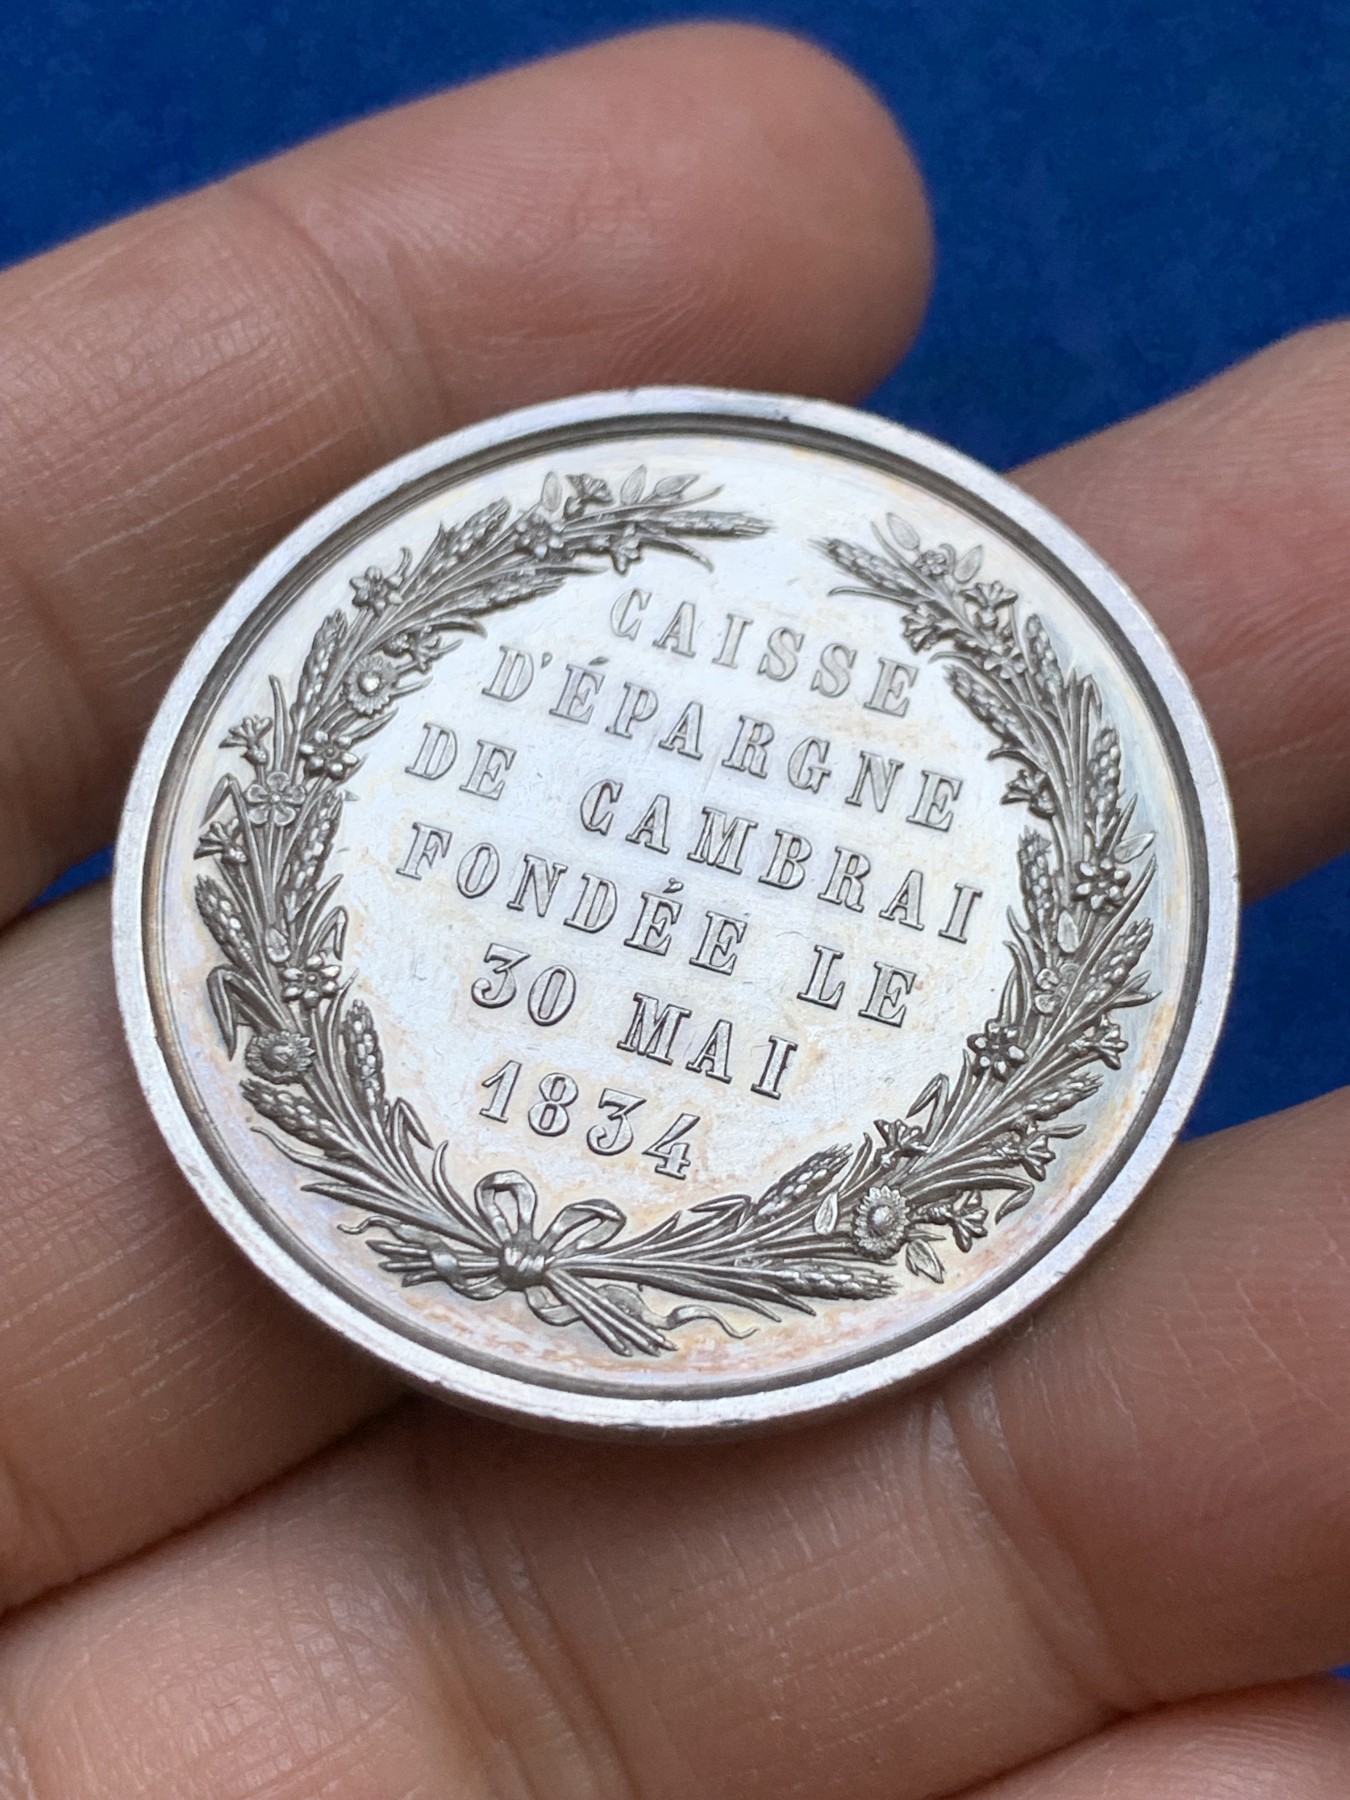 CAISSE
D'ÉPARGNE
DE CAMBRAI
FONDÉE LE
30 MAI
1834